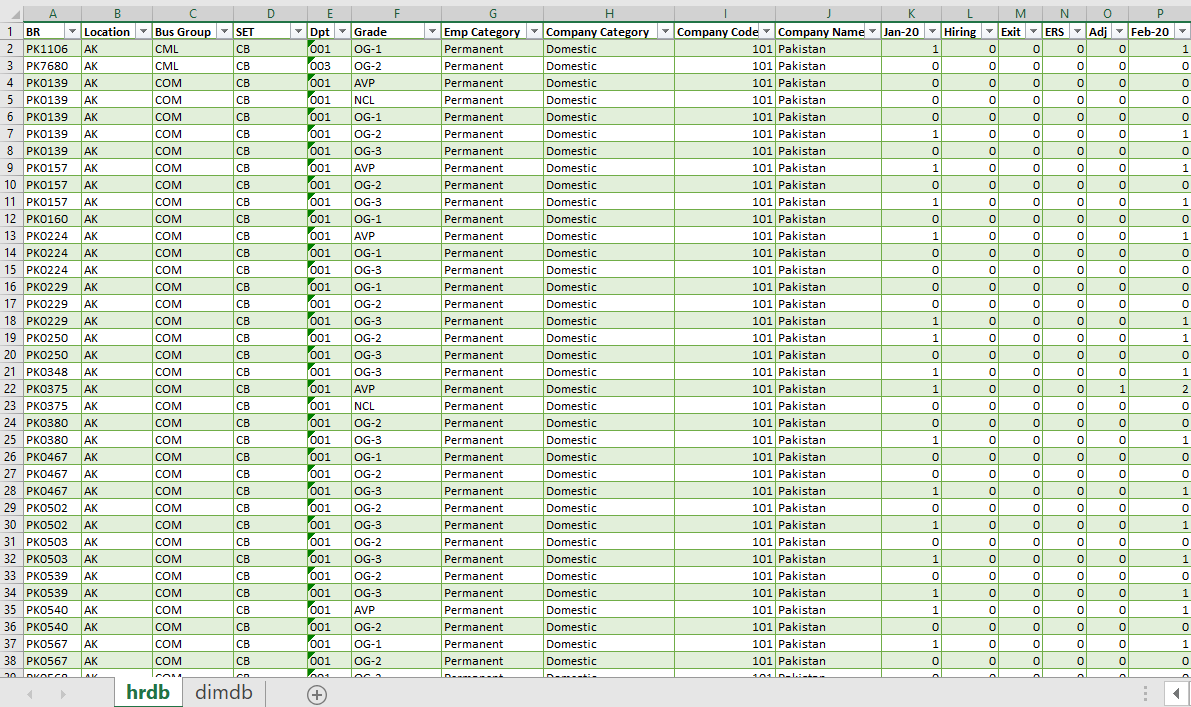 A B C D E F G H I J K L M N O P
1 BR Location Bus Group SET Dpt Grade Emp Category Company Category Company Code Company Name Jan-20 Hiring Exit ERS Adj Feb-20
2 PK1106 AK CML CB 001 OG-1 Permanent Domestic 101 Pakistan 1 0 0 0 0 1
3 PK7680 AK CML CB 003 OG-2 Permanent Domestic 101 Pakistan 0 0 0 0 0 0
4 PK0139 AK COM CB 001 AVP Permanent Domestic 101 Pakistan 0 0 0 0 0 0
5 PK0139 AK COM CB 001 NCL Permanent Domestic 101 Pakistan 0 0 0 0 0 0
6 PK0139 AK COM CB 001 OG-1 Permanent Domestic 101 Pakistan 0 0 0 0 0 0
7 PK0139 AK COM CB 001 OG-2 Permanent Domestic 101 Pakistan 1 0 0 0 0 1
8 PK0139 AK COM CB 001 OG-3 Permanent Domestic 101 Pakistan 0 0 0 0 0 0
9 PK0157 AK COM CB 001 AVP Permanent Domestic 101 Pakistan 1 0 0 0 0 1
10 PK0157 AK COM CB 001 OG-2 Permanent Domestic 101 Pakistan 0 0 0 0 0 0
11 PK0157 AK COM CB 001 OG-3 Permanent Domestic 101 Pakistan 1 0 0 0 0 1
12 PK0160 AK COM CB 001 OG-1 Permanent Domestic 101 Pakistan 0 0 0 0 0 0
13 PK0224 AK COM CB 001 AVP Permanent Domestic 101 Pakistan 1 0 0 0 0 1
14 PK0224 AK COM CB 001 OG-1 Permanent Domestic 101 Pakistan 0 0 0 0 0 0
15 PK0224 AK COM CB 001 OG-3 Permanent Domestic 101 Pakistan 0 0 0 0 0 0
16 PK0229 AK COM CB 001 OG-1 Permanent Domestic 101 Pakistan 0 0 0 0 0 0
17 PK0229 AK COM CB 001 OG-2 Permanent Domestic 101 Pakistan 0 0 0 0 0 0
18 PK0229 AK COM CB 001 OG-3 Permanent Domestic 101 Pakistan 1 0 0 0 0 1
19 PK0250 AK COM CB 001 OG-2 Permanent Domestic 101 Pakistan 1 0 0 0 0 1
20 PK0250 AK COM CB 001 OG-3 Permanent Domestic 101 Pakistan 0 0 0 0 0 0
21 PK0348 AK COM CB 001 OG-3 Permanent Domestic 101 Pakistan 1 0 0 0 0 1
22 PK0375 AK COM CB 001 AVP Permanent Domestic 101 Pakistan 1 0 0 0 1 2
23 PK0375 AK COM CB 001 NCL Permanent Domestic 101 Pakistan 0 0 0 0 0 0
24 PK0380 AK COM CB 001 OG-2 Permanent Domestic 101 Pakistan 0 0 0 0 0 0
25 PK0380 AK COM CB 001 OG-3 Permanent Domestic 101 Pakistan 1 0 0 0 0 1
26 PK0467 AK COM CB 001 OG-1 Permanent Domestic 101 Pakistan 0 0 0 0 0 0
27 PK0467 AK COM CB 001 OG-2 Permanent Domestic 101 Pakistan 0 0 0 0 0 0
28 PK0467 AK COM CB 001 OG-3 Permanent Domestic 101 Pakistan 1 0 0 0 0 1
29 PK0502 AK COM CB 001 OG-2 Permanent Domestic 101 Pakistan 0 0 0 0 0 0
30 PK0502 AK COM CB 001 OG-3 Permanent Domestic 101 Pakistan 1 0 0 0 0 1
31 PK0503 AK COM CB 001 OG-2 Permanent Domestic 101 Pakistan 0 0 0 0 0 0
32 PK0503 AK COM CB 001 OG-3 Permanent Domestic 101 Pakistan 1 0 0 0 0 1
33 PK0539 AK COM CB 001 OG-2 Permanent Domestic 101 Pakistan 0 0 0 0 0 0
34 PK0539 AK COM CB 001 OG-3 Permanent Domestic 101 Pakistan 1 0 0 0 0 1
35 PK0540 AK COM CB 001 AVP Permanent Domestic 101 Pakistan 1 0 0 0 0 1
36 PK0540 AK COM CB 001 OG-2 Permanent Domestic 101 Pakistan 0 0 0 0 0 0
37 PK0567 AK COM CB 001 OG-1 Permanent Domestic 101 Pakistan 1 0 0 0 0 1
38 PK0567 AK COM CB 001 OG-2 Permanent Domestic 101 Pakistan 0 0 0 0 0 0
hrdb dimdb